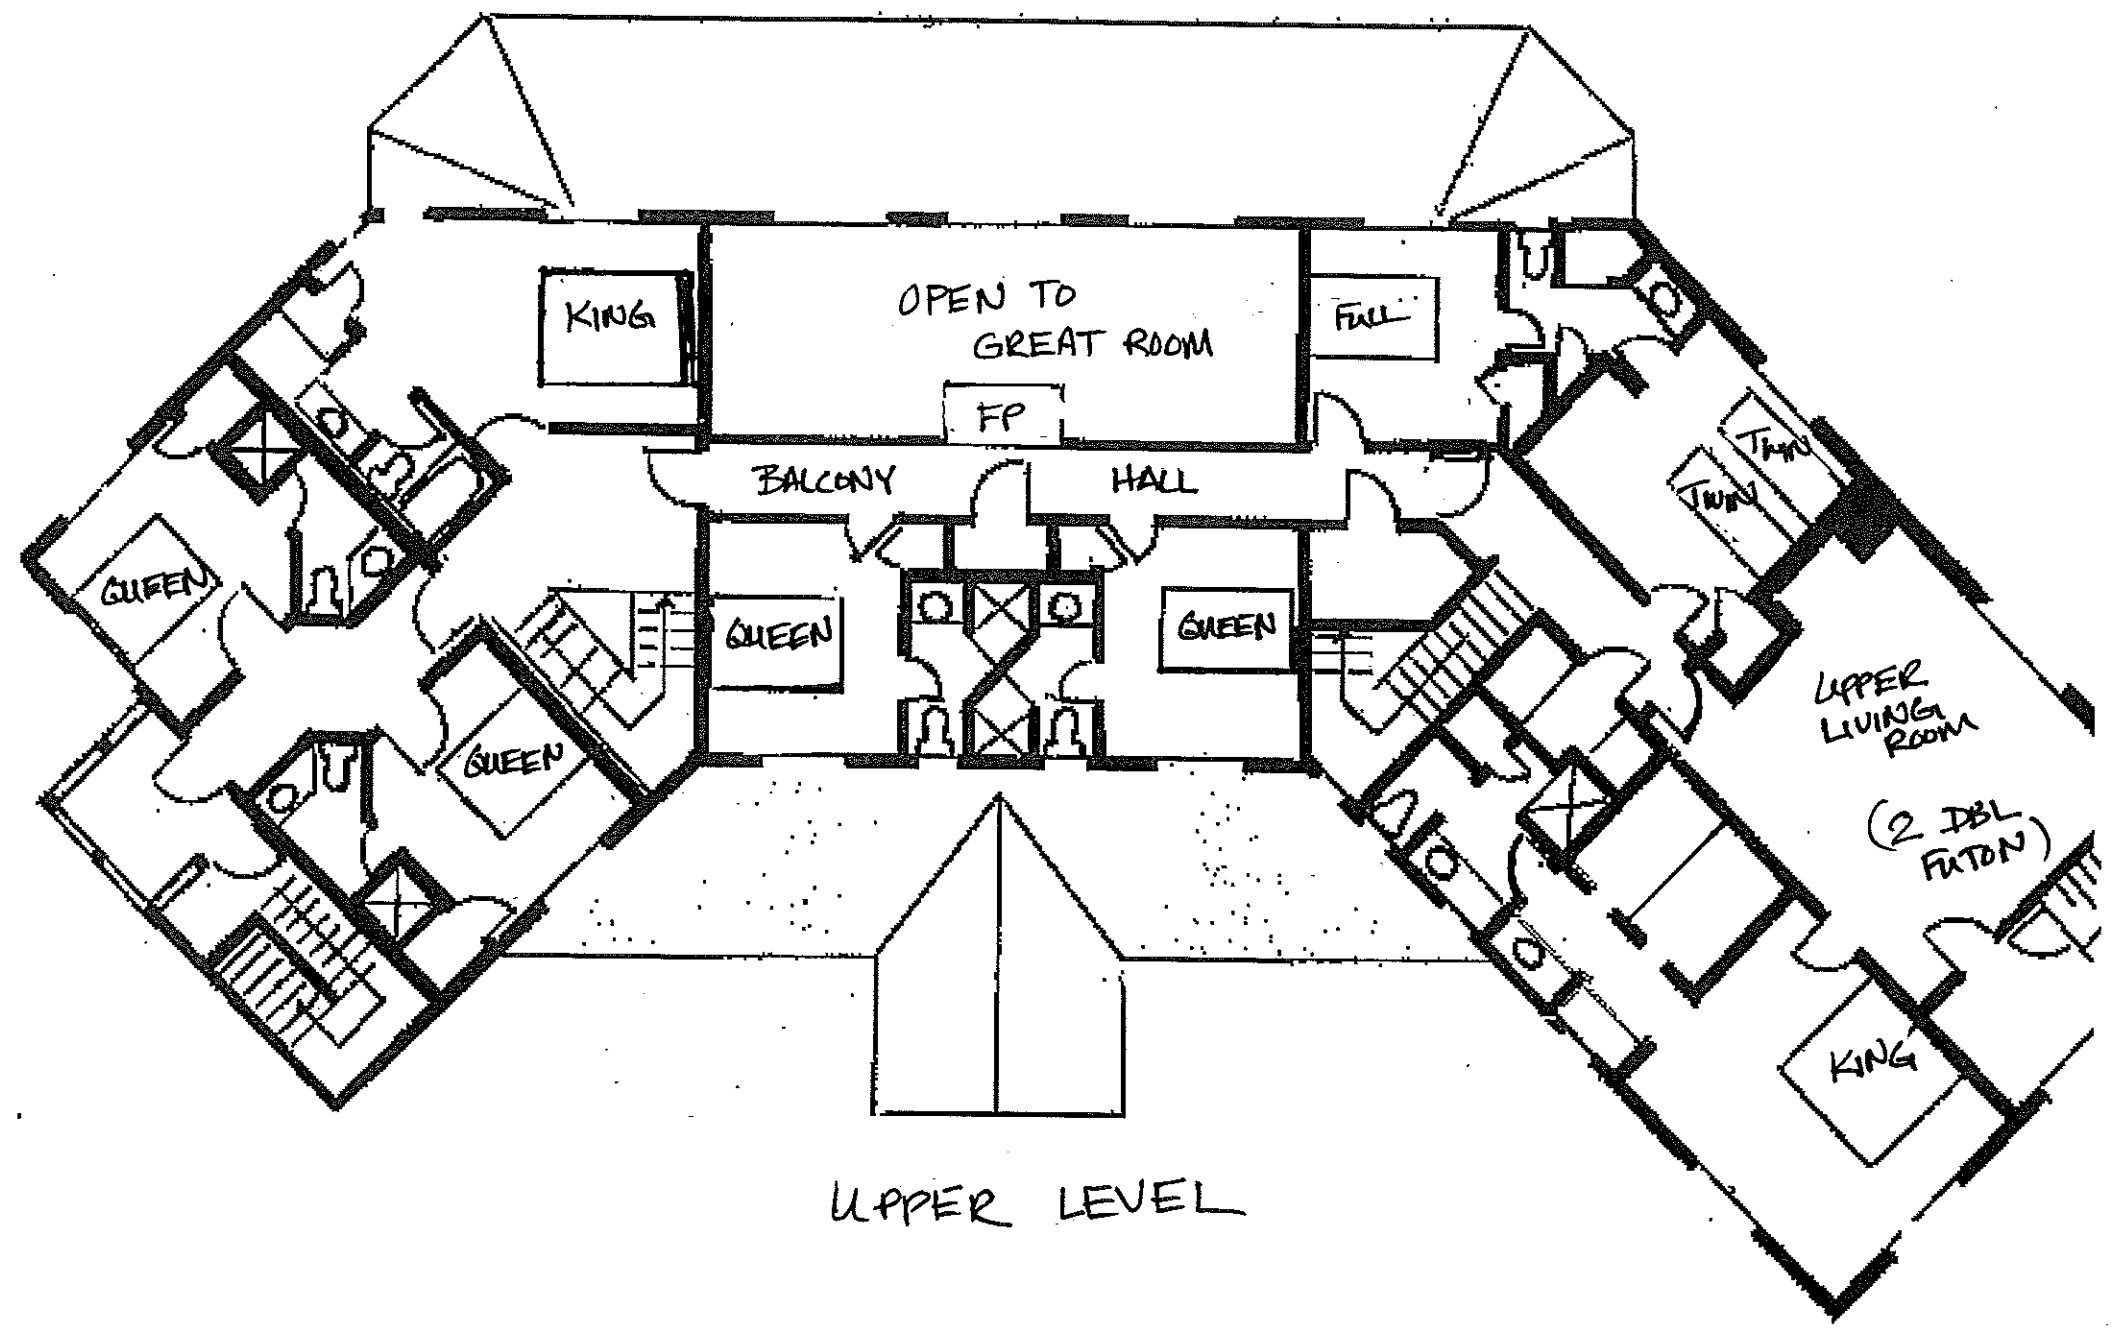 KING
OPEN TO
GREAT ROOM
FULL
FP
BALCONY HALL
TWIN
TWIN
QUEEN
QUEEN
QUEEN
QUEEN
UPPER
LIVING
ROOM
(2 DBL
FUTON)
KING
UPPER LEVEL